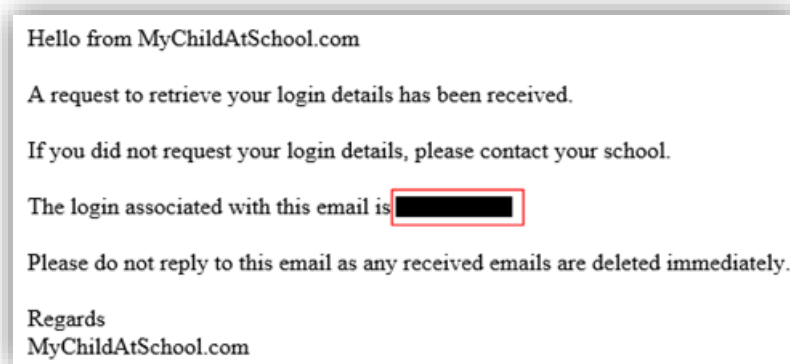 Hello from MyChildAtSchool.com
A request to retrieve your login details has been received.
If you did not request your login details, please contact your school.
The login associated with this email is
Please do not reply to this email as any received emails are deleted immediately.
Regards
MyChildAtSchool.com